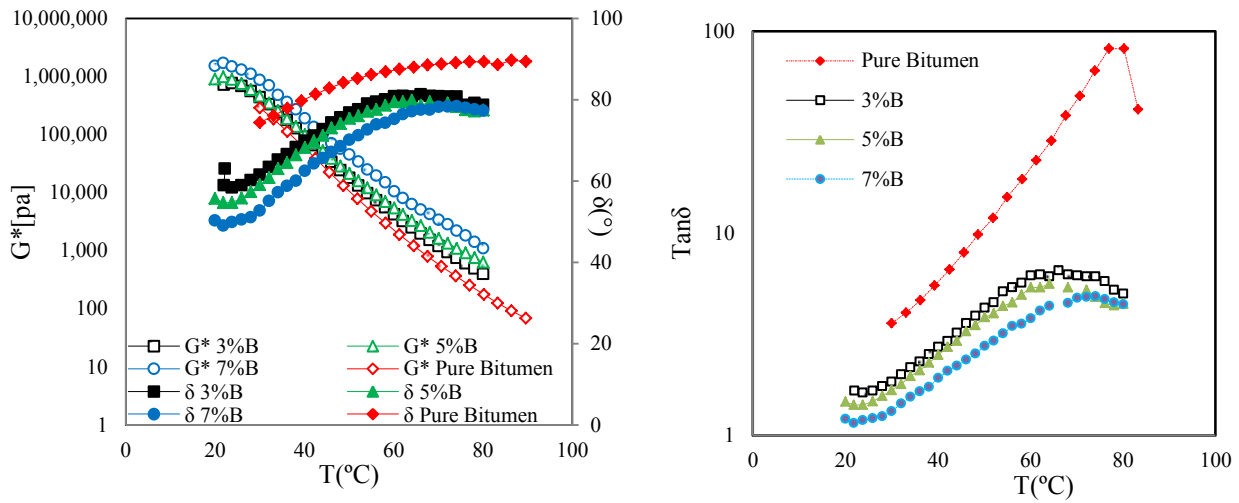 10,000,000
1,000,000
100,000
10,000
1,000
100
10
1
G*[pa]
100
80
60
40
20
0
δ(°)
G* 3%B
G* 5%B
G* 7%B
G* Pure Bitumen
δ 3%B
δ 5%B
δ 7%B
δ Pure Bitumen
0 20 40 60 80 100
T(ºC)
100
10
1
Tanδ
Pure Bitumen
3%B
5%B
7%B
0 20 40 60 80 100
T(ºC)